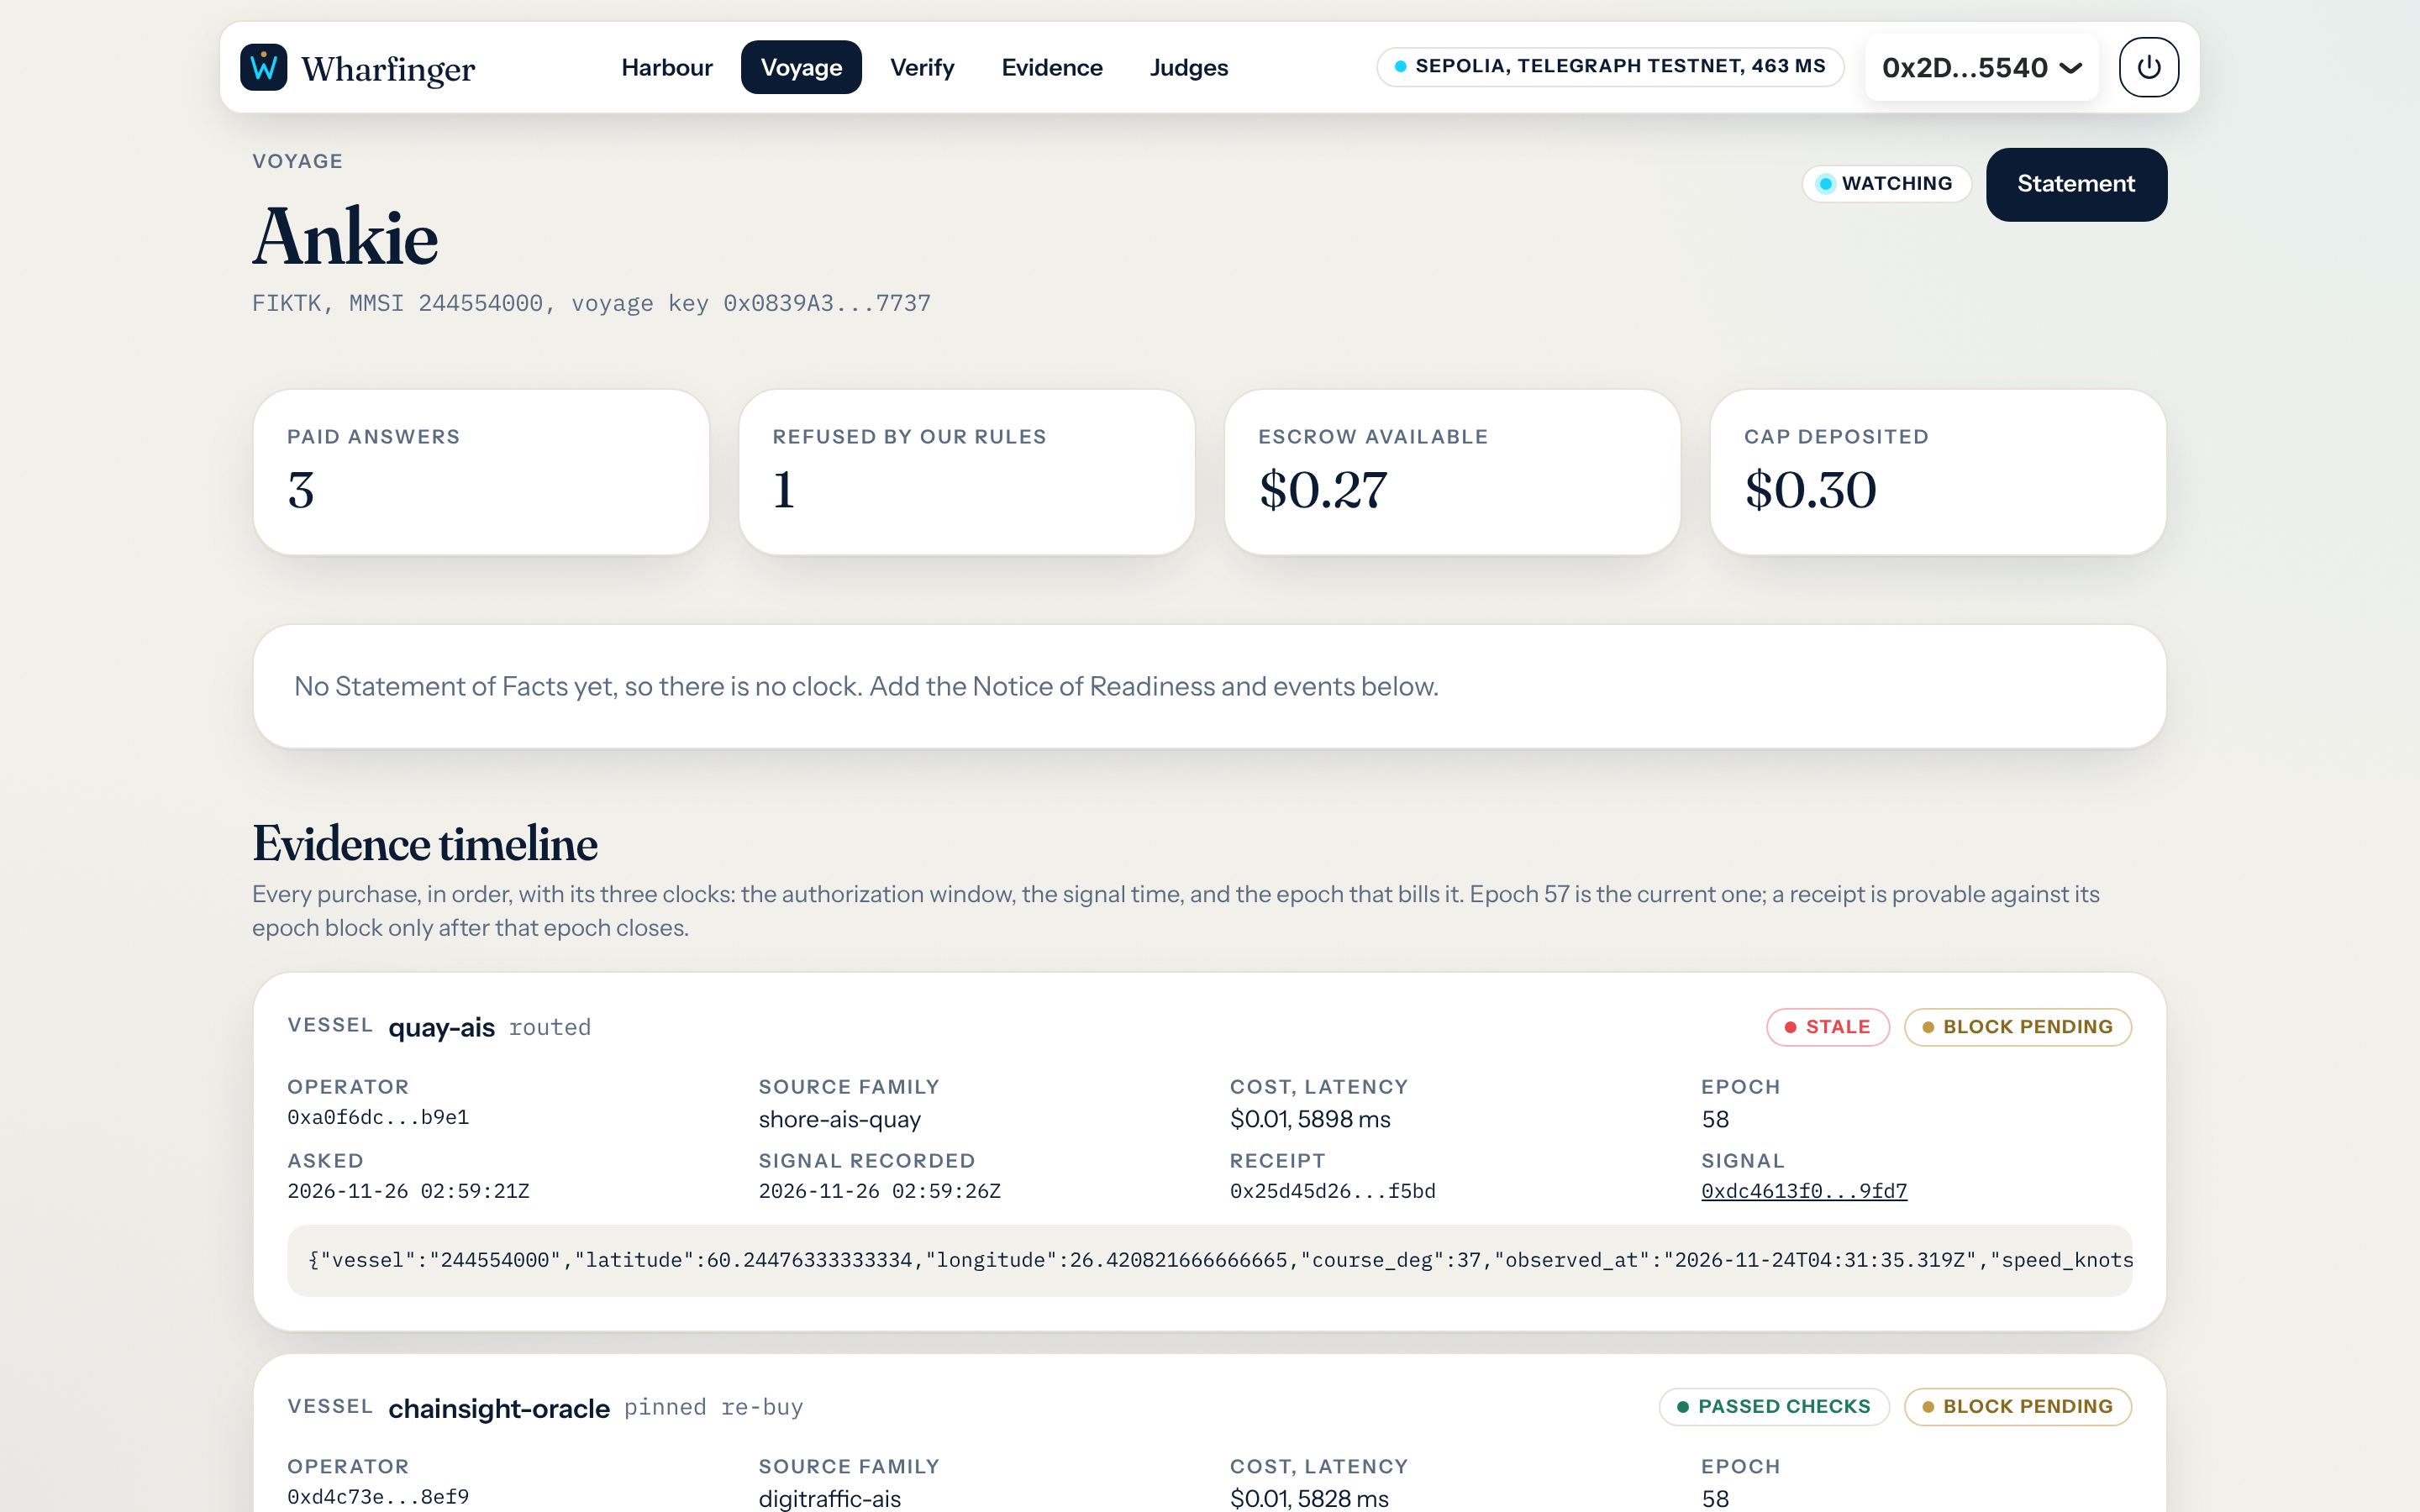 W Wharfinger
Harbour Voyage Verify Evidence Judges
SEPOLIA, TELEGRAPH TESTNET, 463 MS
0x2D...5540
VOYAGE
WATCHING
Statement
Ankie
FIKTK, MMSI 244554000, voyage key 0x0839A3...7737
PAID ANSWERS
3
REFUSED BY OUR RULES
1
ESCROW AVAILABLE
$0.27
CAP DEPOSITED
$0.30
No Statement of Facts yet, so there is no clock. Add the Notice of Readiness and events below.
Evidence timeline
Every purchase, in order, with its three clocks: the authorization window, the signal time, and the epoch that bills it. Epoch 57 is the current one; a receipt is provable against its
epoch block only after that epoch closes.
VESSEL quay-ais routed
STALE
BLOCK PENDING
OPERATOR
0xa0f6dc...b9e1
SOURCE FAMILY
shore-ais-quay
COST, LATENCY
$0.01, 5898 ms
EPOCH
58
ASKED
2026-11-26 02:59:21Z
SIGNAL RECORDED
2026-11-26 02:59:26Z
RECEIPT
0x25d45d26...f5bd
SIGNAL
0xdc4613f0...9fd7
{"vessel":"244554000","latitude":60.24476333333334,"longitude":26.420821666666665,"course_deg":37,"observed_at":"2026-11-24T04:31:35.319Z","speed_knots
VESSEL chainsight-oracle pinned re-buy
PASSED CHECKS
BLOCK PENDING
OPERATOR
0xd4c73e...8ef9
SOURCE FAMILY
digitraffic-ais
COST, LATENCY
$0.01, 5828 ms
EPOCH
58